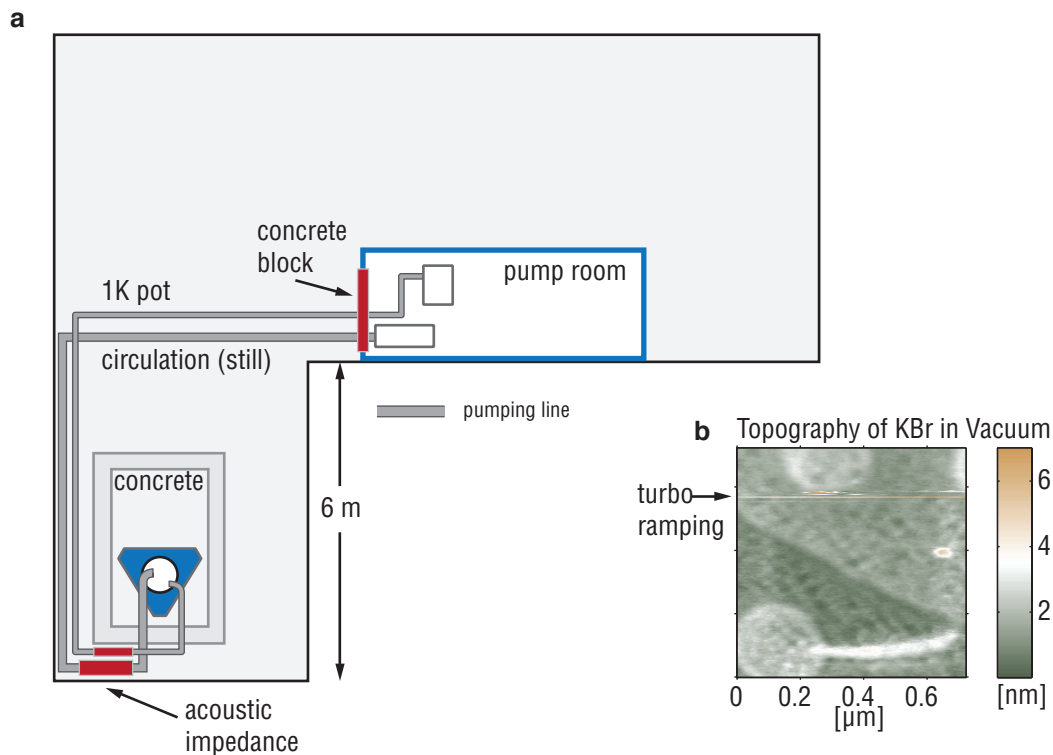 a
concrete
block
pump room
1K pot
circulation (still)
pumping line
b Topography of KBr in Vacuum
concrete
6 m
turbo
ramping
6
4
2
0 0.2 0.4 0.6
[nm]
[µm]
acoustic
impedance